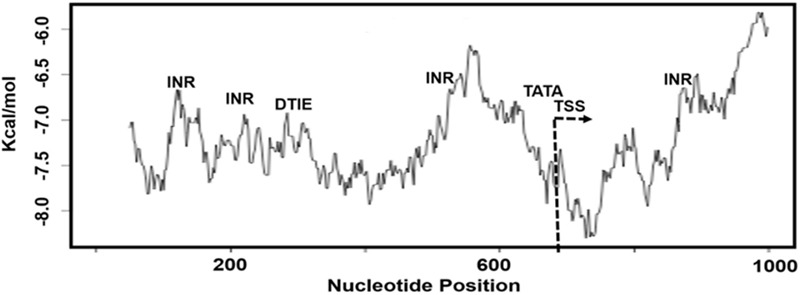 Kcal/mol
-6.0
-6.5
-7.0
-7.5
-8.0
INR
INR
DTIE
INR
TATA
TSS
INR
200
600
1000
Nucleotide Position